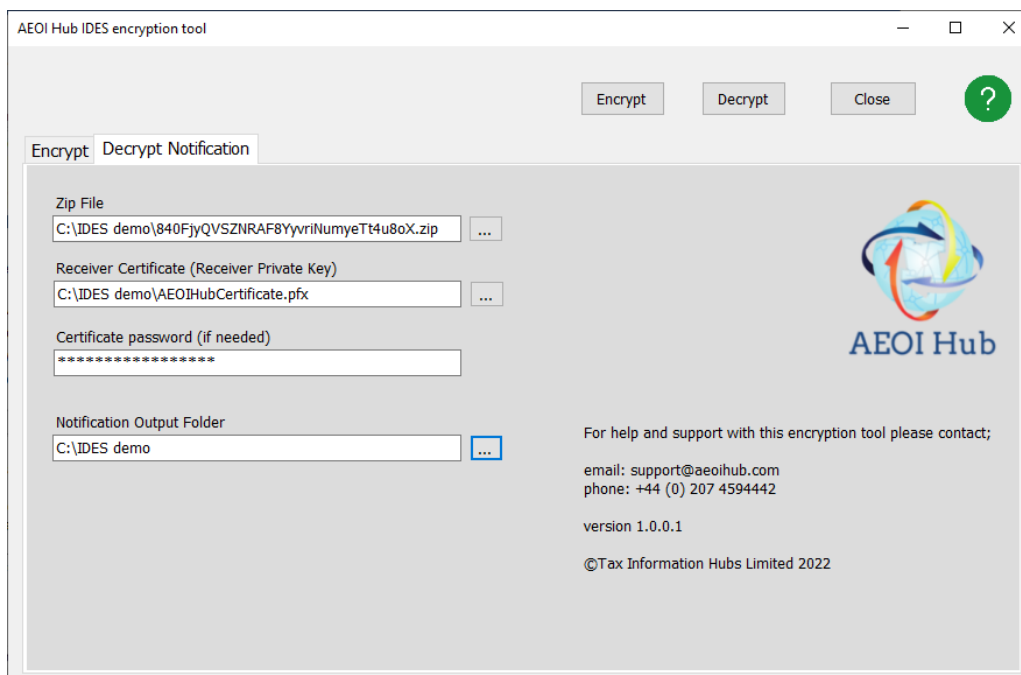 AEOI Hub IDES encryption tool
Encrypt
Decrypt
Close
?
Encrypt
Decrypt Notification
Zip File
C:\IDES demo\840FjyQVSZNRAF8YyvriNumyeTt4u8oX.zip
...
Receiver Certificate (Receiver Private Key)
C:\IDES demo\AEOIHubCertificate.pfx
...
Certificate password (if needed)
*****************
Notification Output Folder
C:\IDES demo
...
AEOI Hub
For help and support with this encryption tool please contact;
email: support@aeoihub.com
phone: +44 (0) 207 4594442
version 1.0.0.1
©Tax Information Hubs Limited 2022